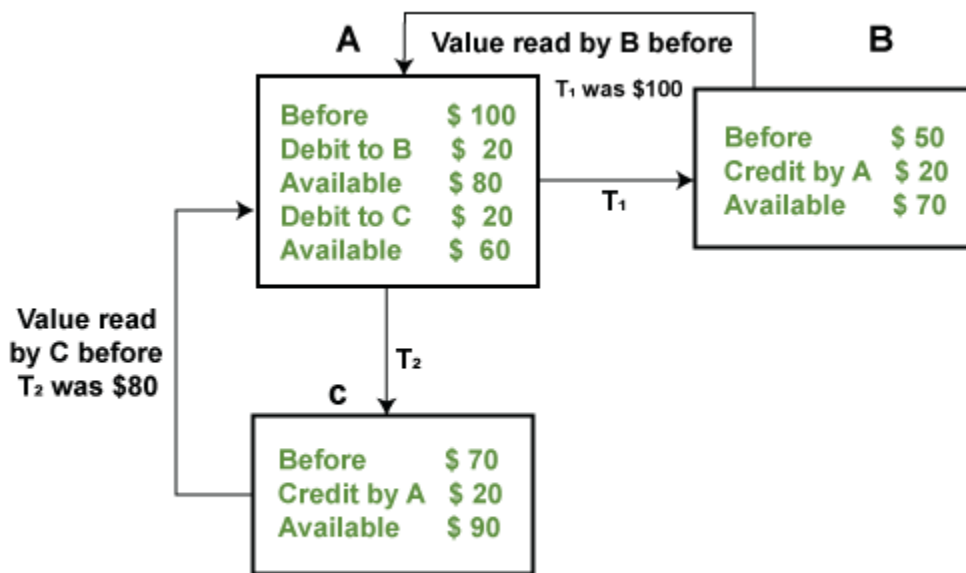 A
Value read by B before
T₁ was $100
B
Before $ 100
Debit to B $ 20
Available $ 80
Debit to C $ 20
Available $ 60
T₁
Before $ 50
Credit by A $ 20
Available $ 70
Value read
by C before
T₂ was $80
T₂
c
Before $ 70
Credit by A $ 20
Available $ 90